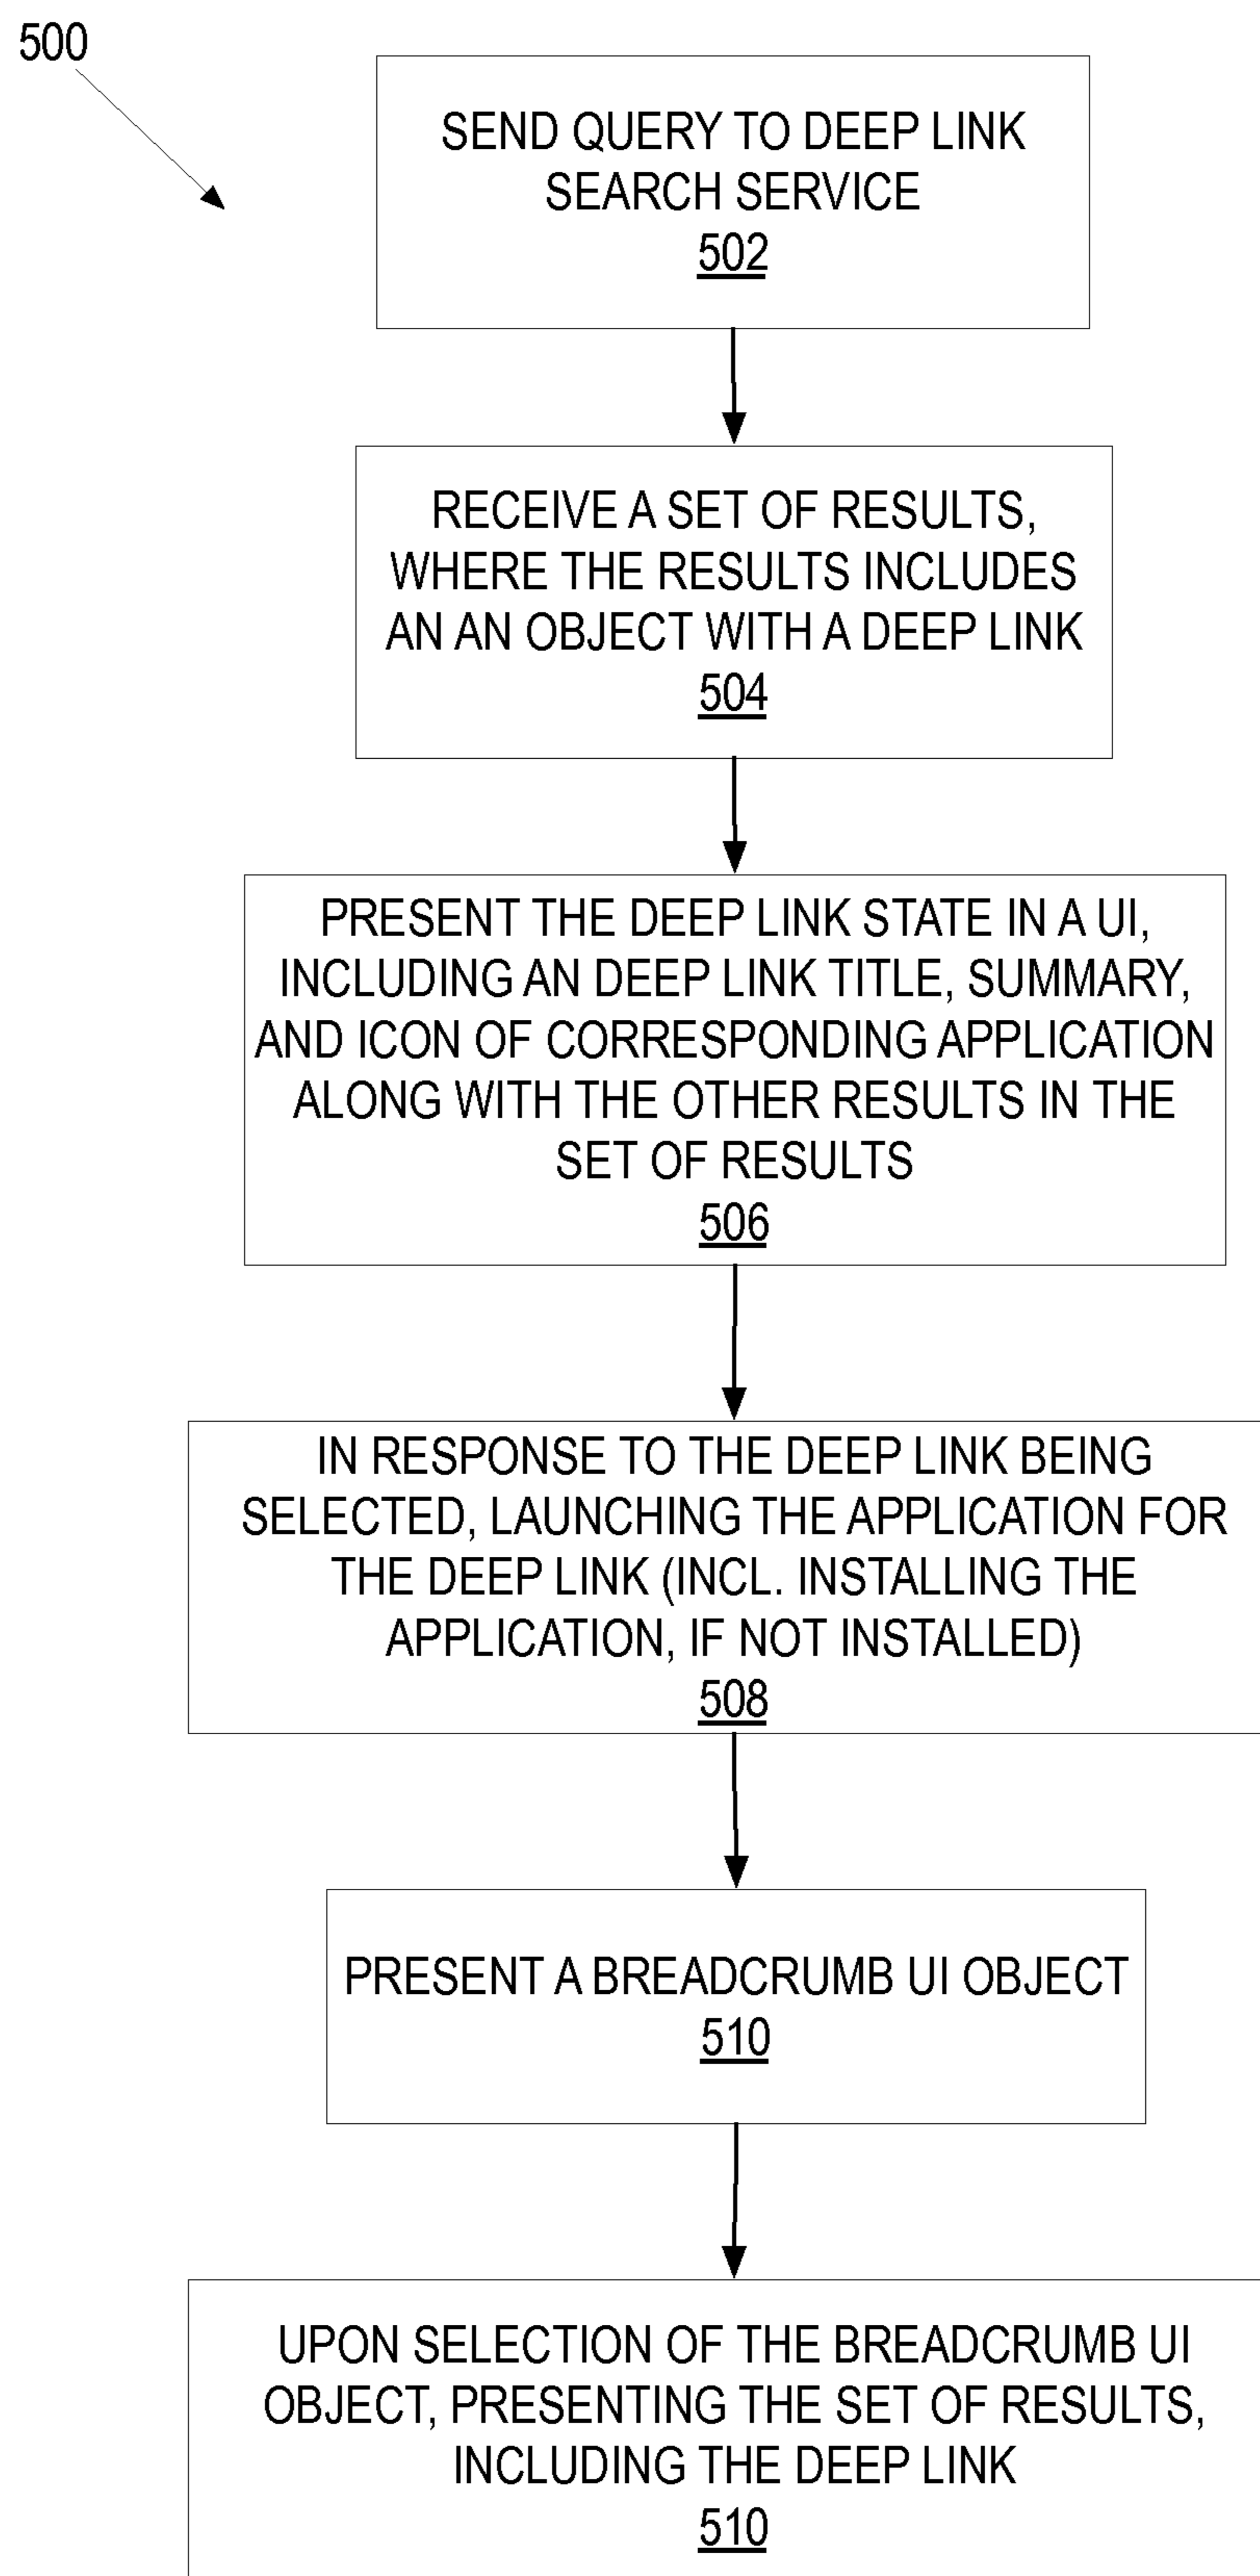 500
SEND QUERY TO DEEP LINK
SEARCH SERVICE
502
RECEIVE A SET OF RESULTS,
WHERE THE RESULTS INCLUDES
AN AN OBJECT WITH A DEEP LINK
504
PRESENT THE DEEP LINK STATE IN A UI,
INCLUDING AN DEEP LINK TITLE, SUMMARY,
AND ICON OF CORRESPONDING APPLICATION
ALONG WITH THE OTHER RESULTS IN THE
SET OF RESULTS
506
IN RESPONSE TO THE DEEP LINK BEING
SELECTED, LAUNCHING THE APPLICATION FOR
THE DEEP LINK (INCL. INSTALLING THE
APPLICATION, IF NOT INSTALLED)
508
PRESENT A BREADCRUMB UI OBJECT
510
UPON SELECTION OF THE BREADCRUMB UI
OBJECT, PRESENTING THE SET OF RESULTS,
INCLUDING THE DEEP LINK
510